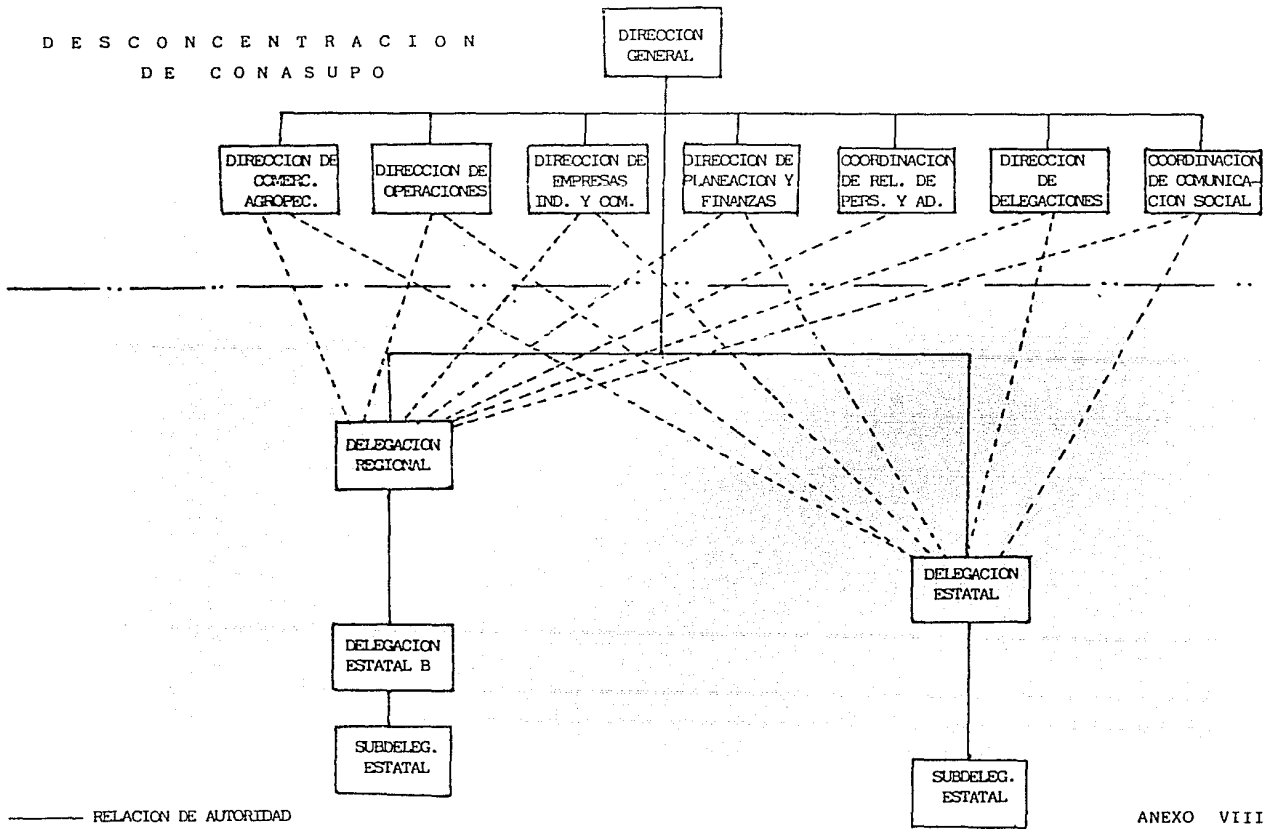 D E S C O N C E N T R A C I O N
D E   C O N A S U P O
DIRECCION
GENERAL
DIRECCION DE
COMERC.
AGROPEC.
DIRECCION DE
OPERACIONES
DIRECCION DE
EMPRESAS
IND. Y COM.
DIRECCION DE
PLANEACION Y
FINANZAS
COORDINACION
DE REL. DE
PERS. Y AD.
DIRECCION
DE
DELEGACIONES
COORDINACION
DE COMUNICA-
CION SOCIAL
DELEGACION
REGIONAL
DELEGACION
ESTATAL
DELEGACION
ESTATAL B
SUBDELEG.
ESTATAL
SUBDELEG.
ESTATAL
RELACION DE AUTORIDAD
ANEXO VIII